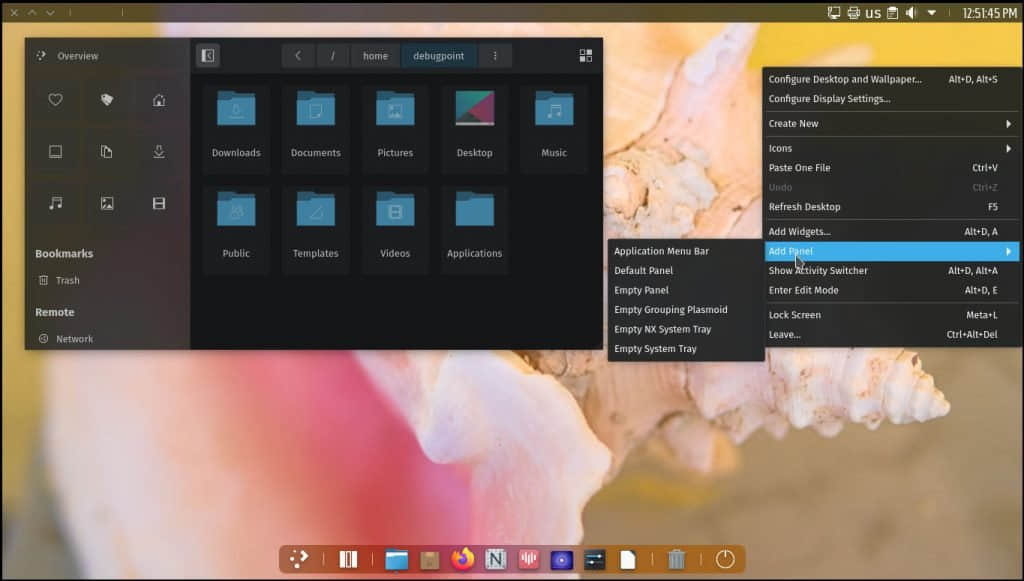 us
12:51:45 PM
Overview
/
home
debugpoint
Downloads
Documents
Pictures
Desktop
Music
Public
Templates
Videos
Applications
Bookmarks
Trash
Remote
Network
Configure Desktop and Wallpaper... Alt+D, Alt+S
Configure Display Settings...
Create New
Icons
Paste One File Ctrl+V
Undo Ctrl+Z
Refresh Desktop F5
Add Widgets... Alt+D, A
Add Panel
Show Activity Switcher Alt+D, Alt+A
Enter Edit Mode Alt+D, E
Lock Screen Meta+L
Leave... Ctrl+Alt+Del
Application Menu Bar
Default Panel
Empty Panel
Empty Grouping Plasmoid
Empty NX System Tray
Empty System Tray
N